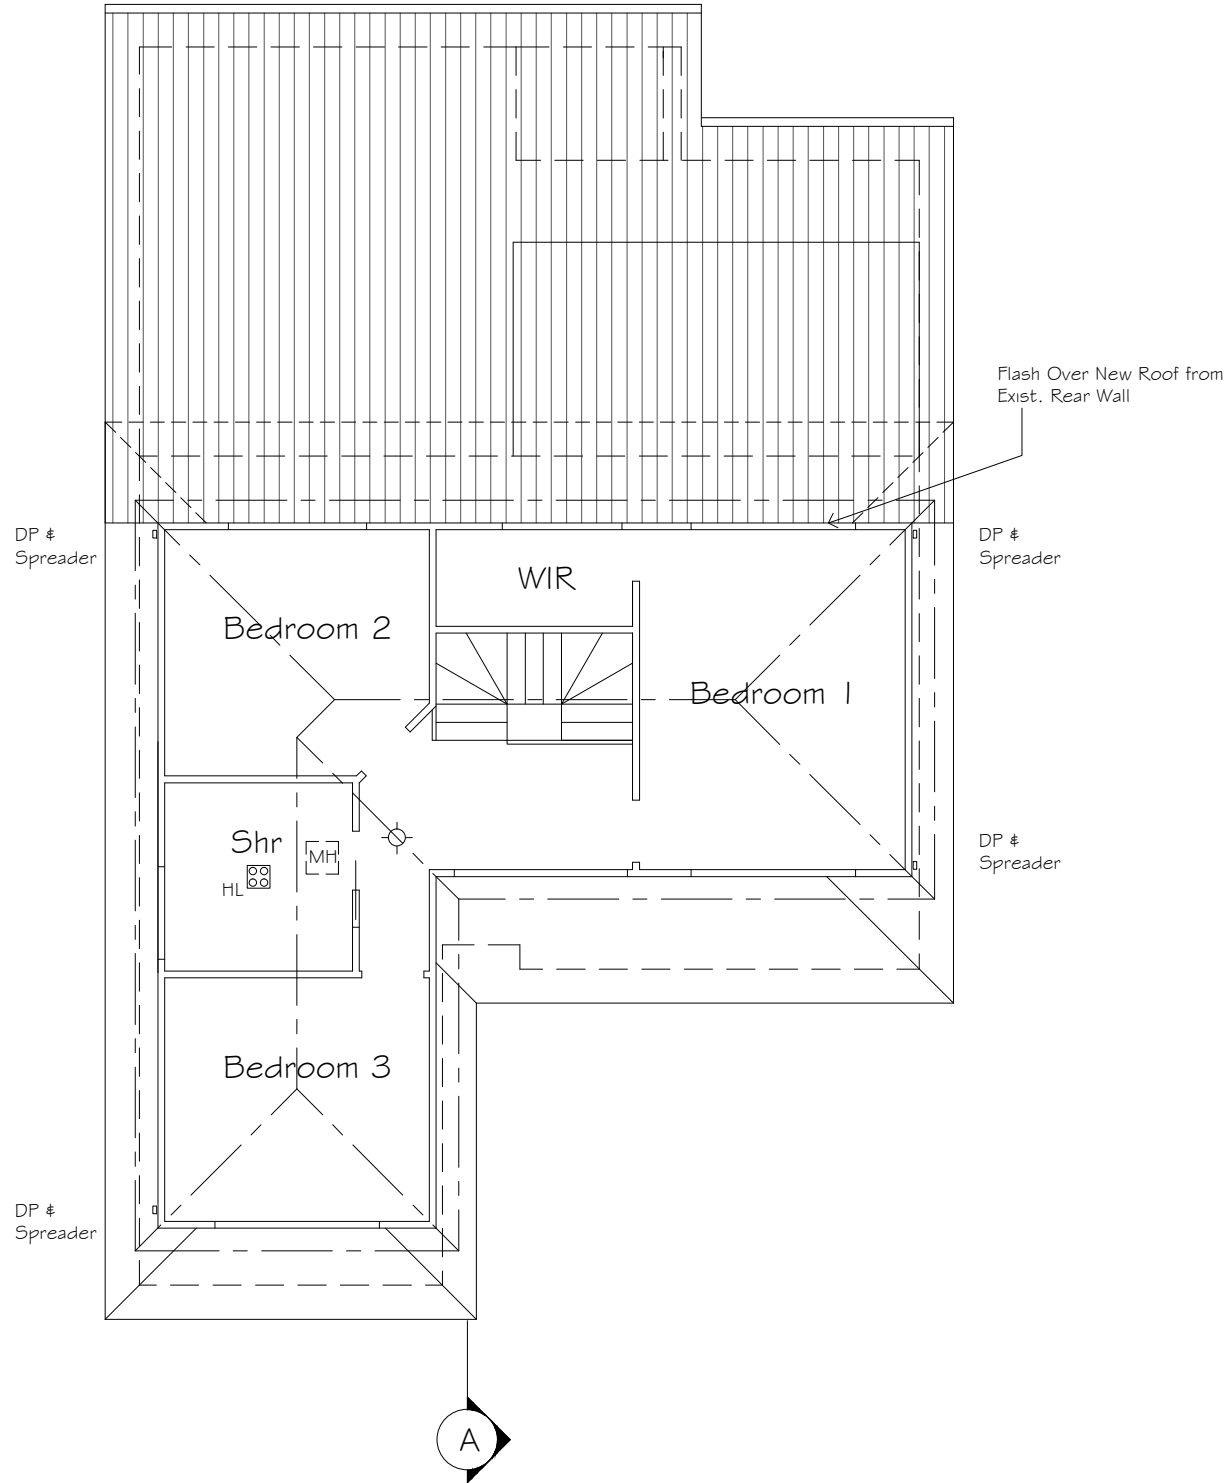 Flash Over New Roof from
Exist. Rear Wall
DP &
Spreader
DP &
Spreader
WIR
Bedroom 2
Bedroom 1
Shr
MH
HL
DP &
Spreader
Bedroom 3
DP &
Spreader
A